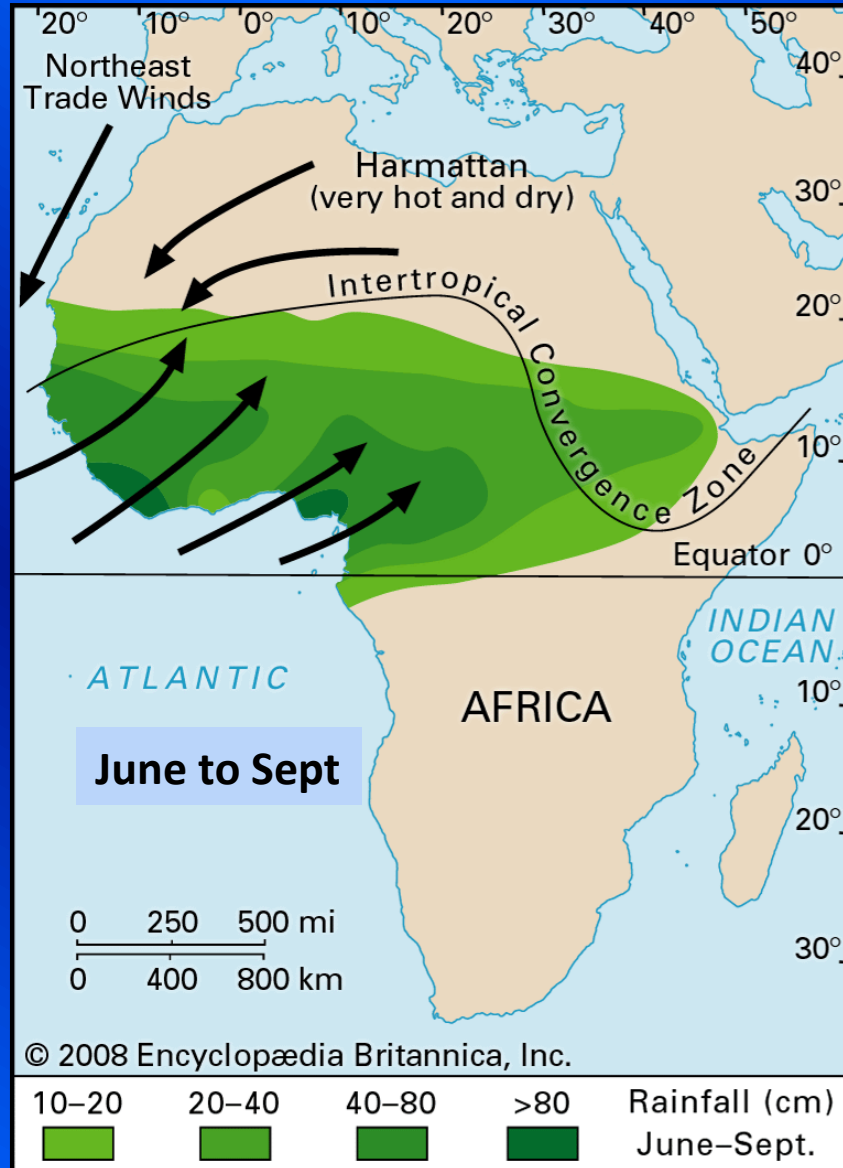 20° 10° 0° 10° 20° 30° 40° 50°
40°
Northeast
Trade Winds
Harmattan
(very hot and dry)
30°
Intertropical Convergence Zone
20°
10°
Equator 0°
INDIAN
OCEAN
ATLANTIC
10°
AFRICA
June to Sept
20°
0 250 500 mi
0 400 800 km
30°
© 2008 Encyclopædia Britannica, Inc.
10–20 20–40 40–80 >80 Rainfall (cm)
June–Sept.